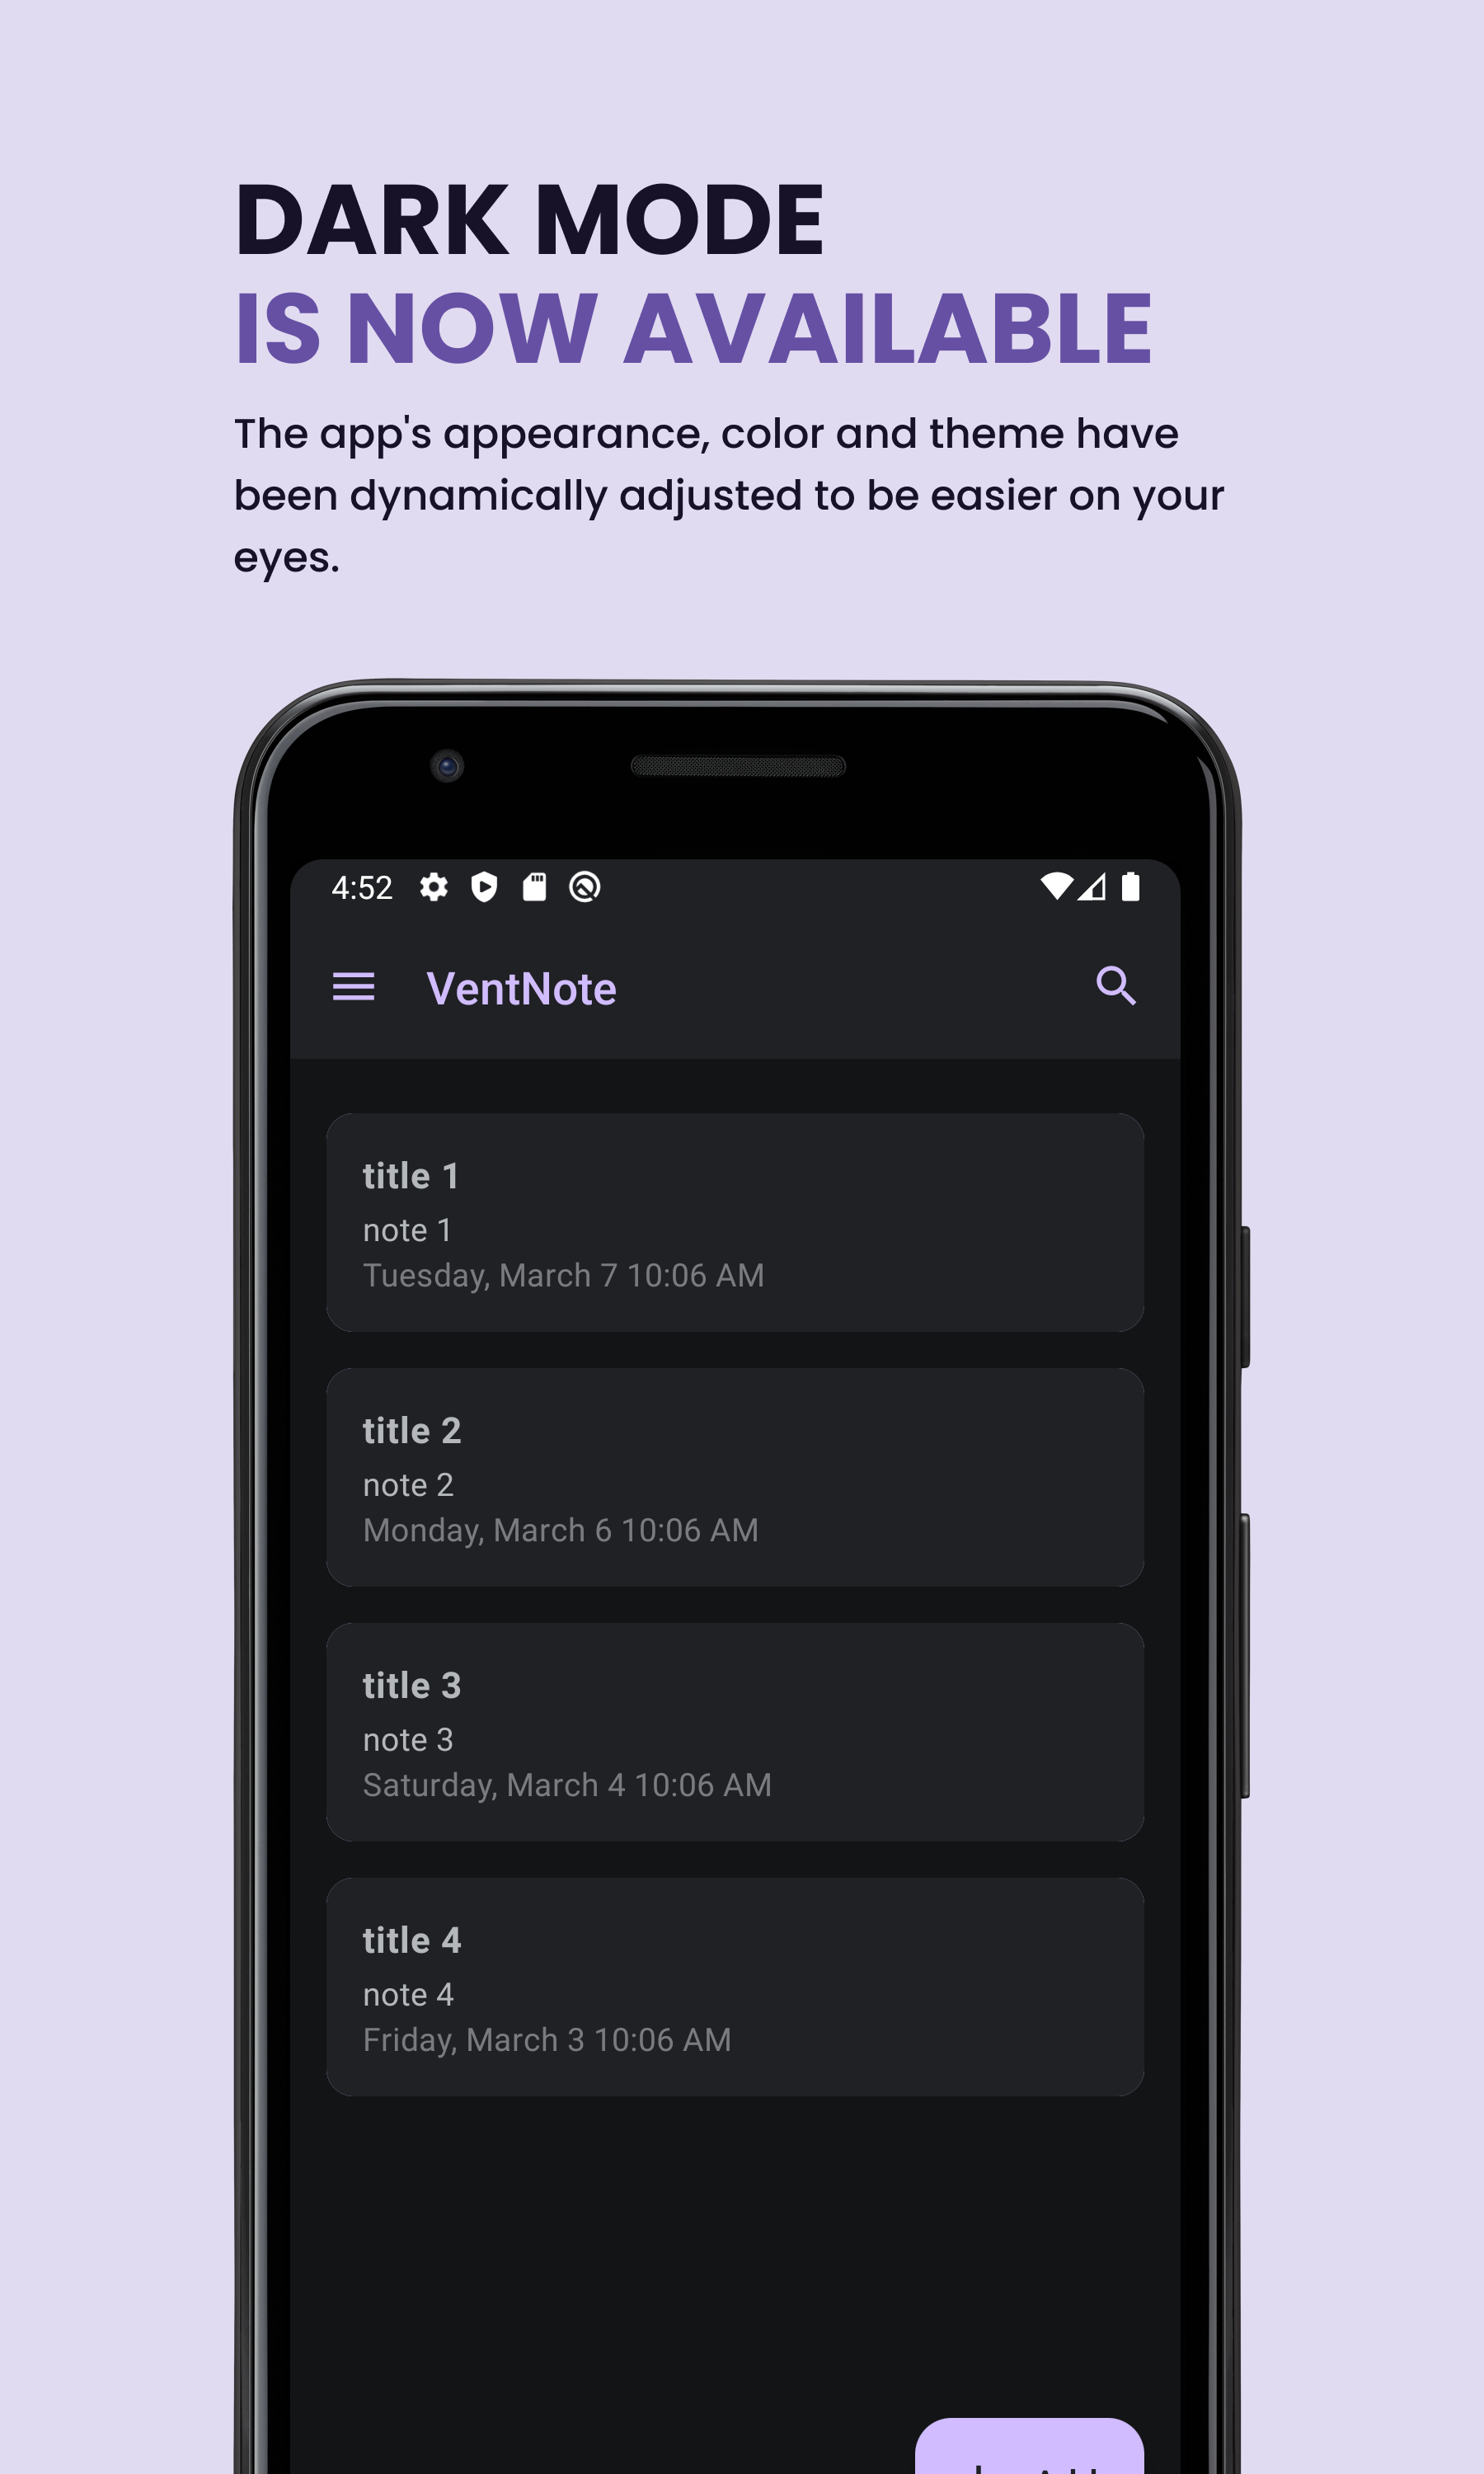 DARK MODE
IS NOW AVAILABLE
The app's appearance, color and theme have
been dynamically adjusted to be easier on your
eyes.
4:52
VentNote
title 1
note 1
Tuesday, March 7 10:06 AM
title 2
note 2
Monday, March 6 10:06 AM
title 3
note 3
Saturday, March 4 10:06 AM
title 4
note 4
Friday, March 3 10:06 AM